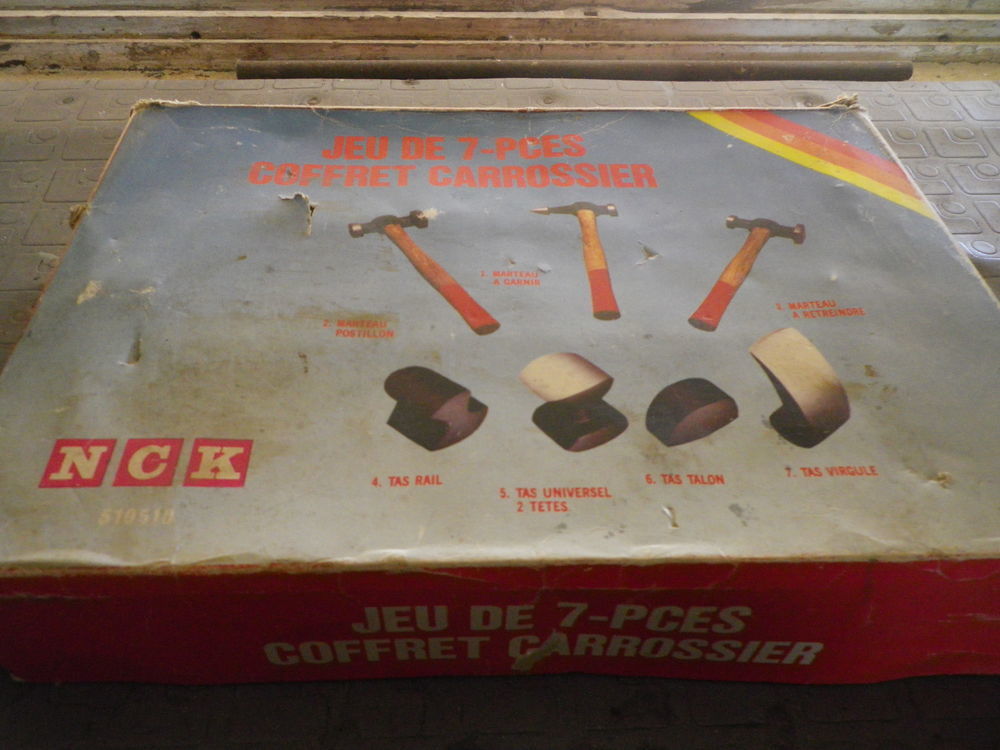 JEU DE 7-PCES
COFFRET CARROSSIER
1. MARTEAU
A GARNIR
2. MARTEAU
POSTILLON
3. MARTEAU
A RETREINDRE
4. TAS RAIL
5. TAS UNIVERSEL
2 TETES
6. TAS TALON
7. TAS VIRGULE
NCK
510510
JEU DE 7-PCES
COFFRET CARROSSIER